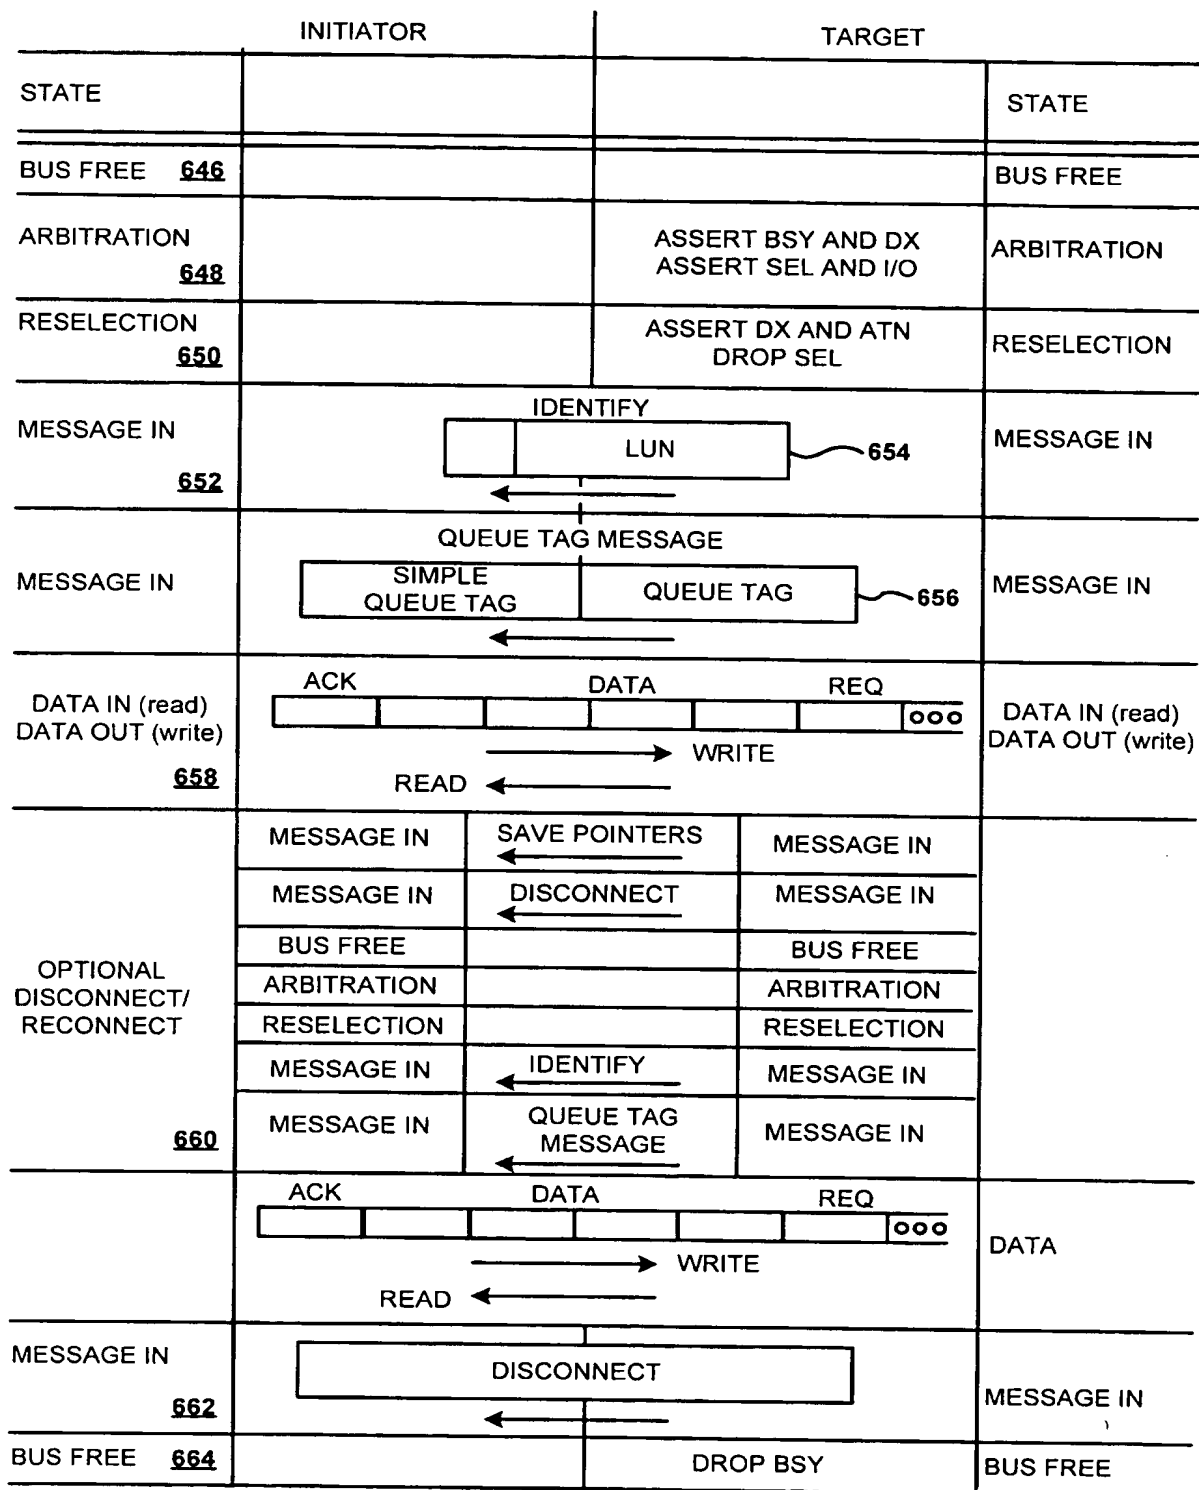 INITIATOR
TARGET
STATE
STATE
BUS FREE 646
BUS FREE
ARBITRATION
648
ASSERT BSY AND DX
ASSERT SEL AND I/O
ARBITRATION
RESELECTION
650
ASSERT DX AND ATN
DROP SEL
RESELECTION
MESSAGE IN
652
IDENTIFY
LUN
654
MESSAGE IN
QUEUE TAG MESSAGE
MESSAGE IN
SIMPLE
QUEUE TAG
QUEUE TAG
656
MESSAGE IN
ACK
DATA
REQ
DATA IN (read)
DATA OUT (write)
658
WRITE
READ
DATA IN (read)
DATA OUT (write)
OPTIONAL
DISCONNECT/
RECONNECT
660
MESSAGE IN
SAVE POINTERS
MESSAGE IN
MESSAGE IN
DISCONNECT
MESSAGE IN
BUS FREE
BUS FREE
ARBITRATION
ARBITRATION
RESELECTION
RESELECTION
MESSAGE IN
IDENTIFY
MESSAGE IN
MESSAGE IN
QUEUE TAG
MESSAGE
MESSAGE IN
ACK
DATA
REQ
WRITE
READ
DATA
MESSAGE IN
662
DISCONNECT
MESSAGE IN
BUS FREE 664
DROP BSY
BUS FREE